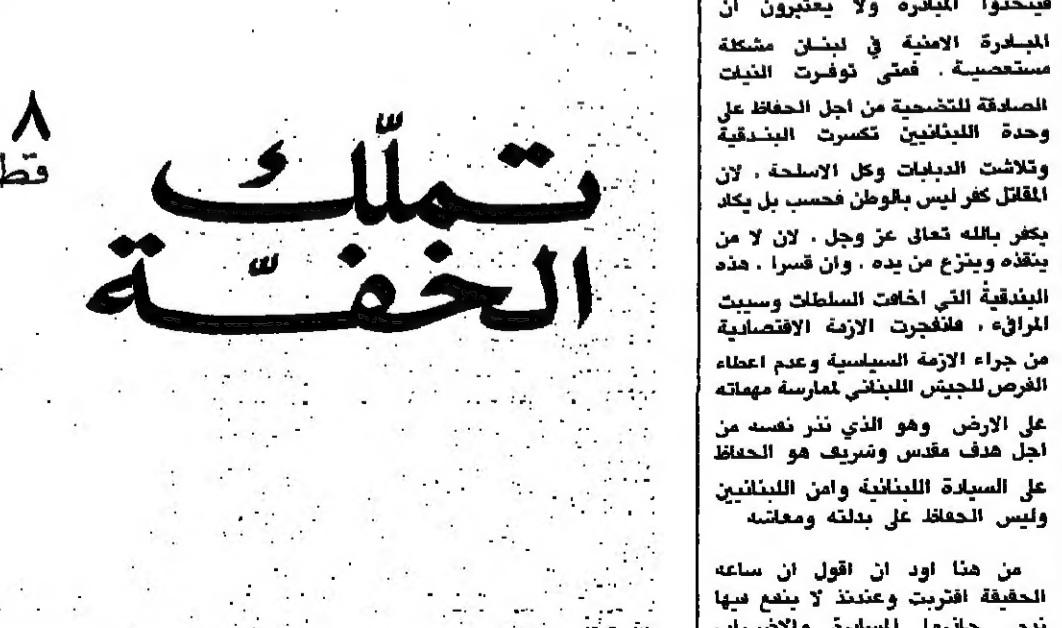 فيتخذوا المبادرة ولا يعتبرون ان
المبادرة الامنية في لبنان مشكلة
مستعصية . فمتى توفرت النيات
الصادقة للتضحية من اجل الحفاظ على
وحدة اللبنانيين تكسرت البندقية
وتلاشت الدبابات وكل الاسلحة . لان
المقاتل كفر ليس بالوطن فحسب بل يكاد
يكفر بالله تعالى عز وجل . لان لا من
ينقذه وينزع من يده . وان قسرا . هذه
البندقية التي اخافت السلطات وسيبت
المرافىء . فانفجرت الازمة الاقتصادية
من جراء الازمة السياسية وعدم اعطاء
الفرص للجيش اللبناني لممارسة مهماته
على الارض وهو الذي نذر نفسه من
اجل هدف مقدس وشريف هو الحفاظ
على السيادة اللبنانية وامن اللبنانيين
وليس الحفاظ على بدلته ومعاشه
من هنا اود ان اقول ان ساعة
الحقيقة اقتربت وعندئذ لا ينفع فيها
تملّك
الخفّة
٨
قط